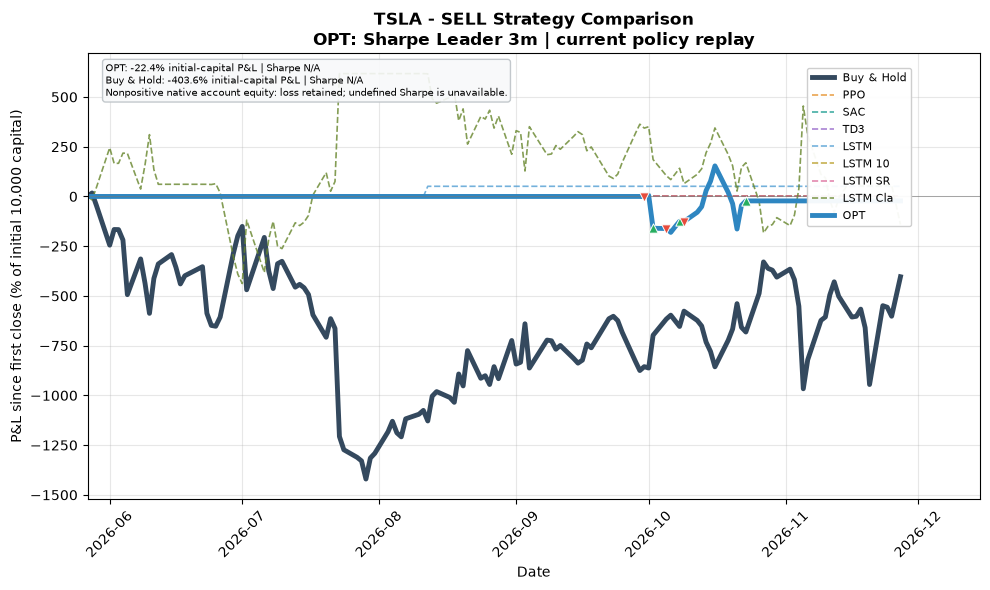 TSLA - SELL Strategy Comparison
OPT: Sharpe Leader 3m | current policy replay
OPT: -22.4% initial-capital P&L | Sharpe N/A
Buy & Hold: -403.6% initial-capital P&L | Sharpe N/A
Nonpositive native account equity: loss retained; undefined Sharpe is unavailable.
Buy & Hold
PPO
SAC
TD3
LSTM
LSTM 10
LSTM SR
LSTM Cla
OPT
P&L since first close (% of initial 10,000 capital)
500
250
0
−250
−500
−750
−1000
−1250
−1500
2026-06
2026-07
2026-08
2026-09
2026-10
2026-11
2026-12
Date